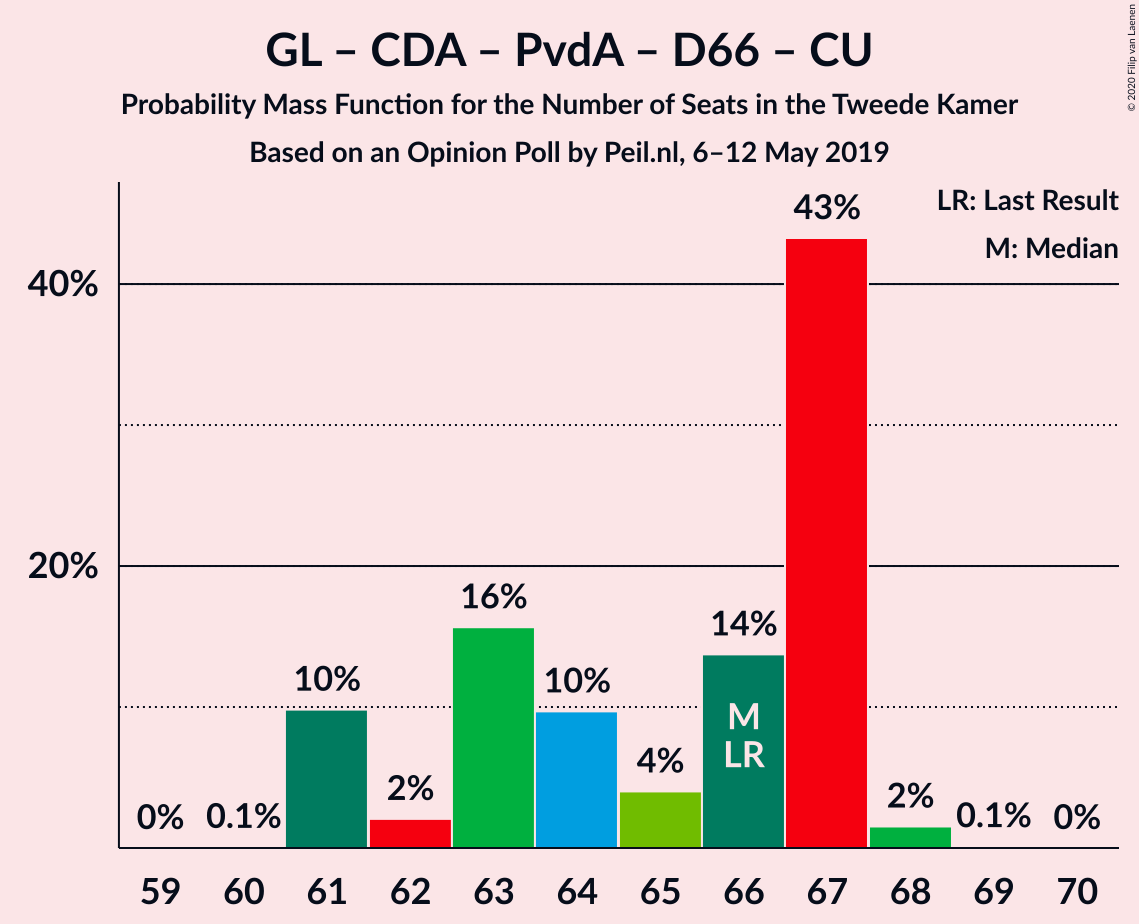 GL – CDA – PvdA – D66 – CU
Probability Mass Function for the Number of Seats in the Tweede Kamer
Based on an Opinion Poll by Peil.nl, 6–12 May 2019
© 2020 Filip van Laenen
LR: Last Result
M: Median
43%
40%
20%
16%
14%
10%
10%
M
LR
4%
2%
2%
0%
0.1%
0.1%
0%
59 60 61 62 63 64 65 66 67 68 69 70